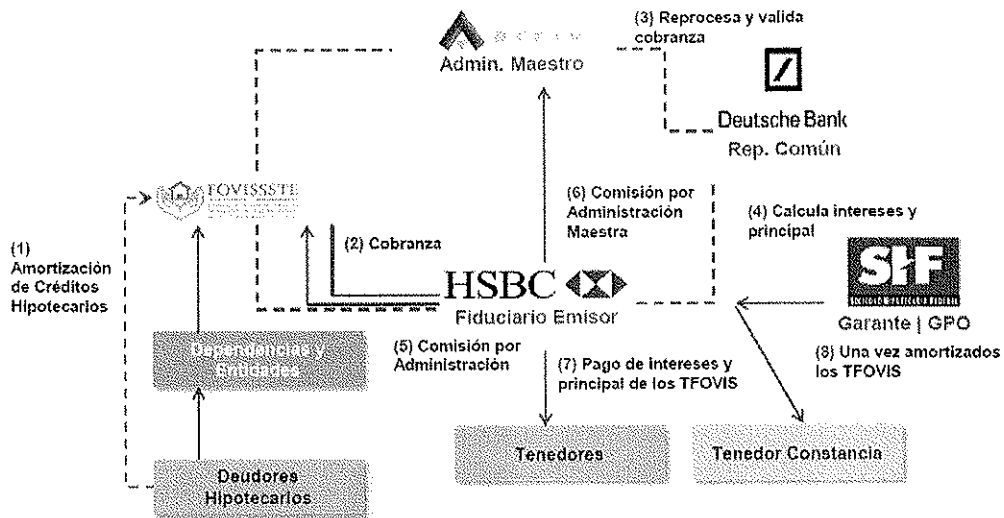 (3) Reprocesa y valida
cobranza
Admin. Maestro
Deutsche Bank
Rep. Común
FOVISSSTE
(6) Comisión por
Administración
Maestra
(4) Calcula intereses y
principal
(1)
Amortización
de Créditos
Hipotecarios
(2) Cobranza
HSBC
Fiduciario Emisor
SHF
Garante | GPO
Dependencias y
Entidades
(5) Comisión por
Administración
(7) Pago de intereses y
principal de los TFOVIS
(8) Una vez amortizados
los TFOVIS
Tenedores
Tenedor Constancia
Deudores
Hipotecarios